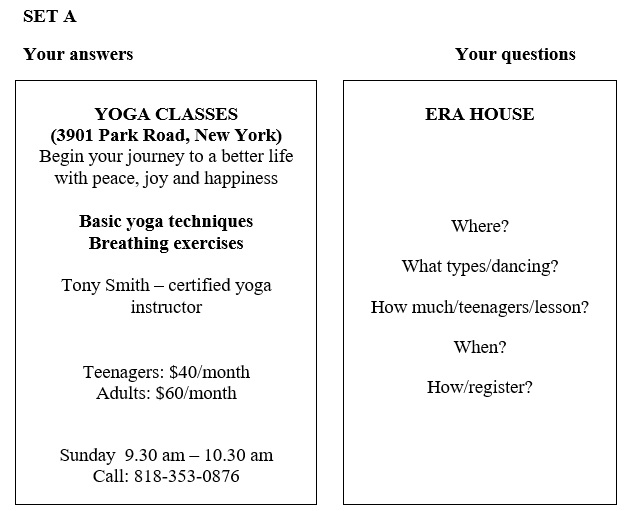 SET A
Your answers
Your questions
YOGA CLASSES
(3901 Park Road, New York)
Begin your journey to a better life
with peace, joy and happiness
Basic yoga techniques
Breathing exercises
Tony Smith – certified yoga
instructor
Teenagers: $40/month
Adults: $60/month
Sunday  9.30 am – 10.30 am
Call: 818-353-0876
ERA HOUSE
Where?
What types/dancing?
How much/teenagers/lesson?
When?
How/register?